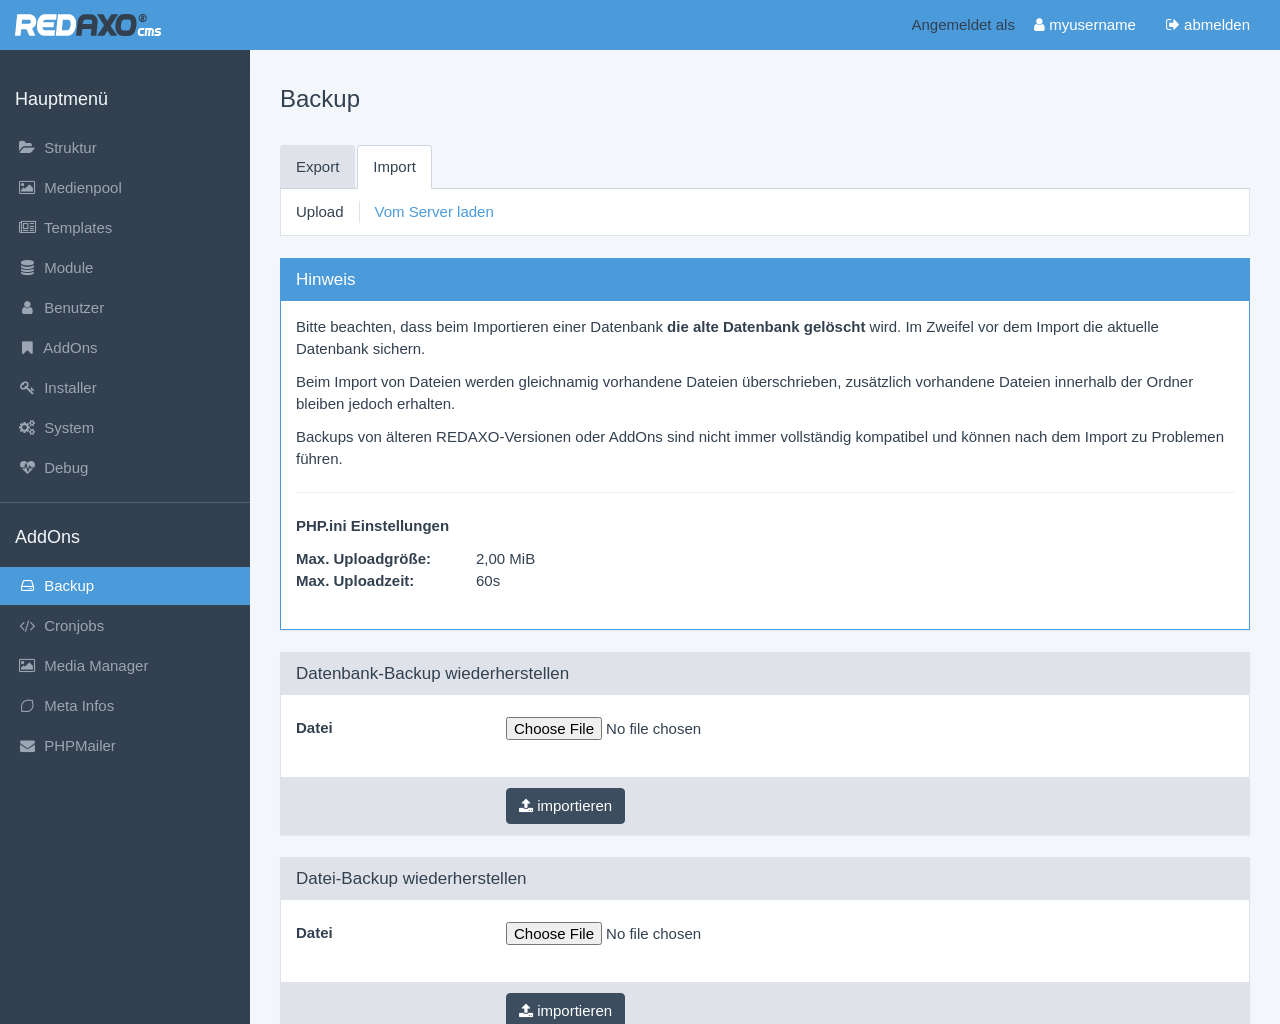 REDAXO® cms
Angemeldet als myusername abmelden
Hauptmenü
Struktur
Medienpool
Templates
Module
Benutzer
AddOns
Installer
System
Debug
AddOns
Backup
Cronjobs
Media Manager
Meta Infos
PHPMailer
Backup
Export Import
Upload Vom Server laden
Hinweis
Bitte beachten, dass beim Importieren einer Datenbank die alte Datenbank gelöscht wird. Im Zweifel vor dem Import die aktuelle
Datenbank sichern.
Beim Import von Dateien werden gleichnamig vorhandene Dateien überschrieben, zusätzlich vorhandene Dateien innerhalb der Ordner
bleiben jedoch erhalten.
Backups von älteren REDAXO-Versionen oder AddOns sind nicht immer vollständig kompatibel und können nach dem Import zu Problemen
führen.
PHP.ini Einstellungen
Max. Uploadgröße: 2,00 MiB
Max. Uploadzeit: 60s
Datenbank-Backup wiederherstellen
Datei Choose File No file chosen
importieren
Datei-Backup wiederherstellen
Datei Choose File No file chosen
importieren